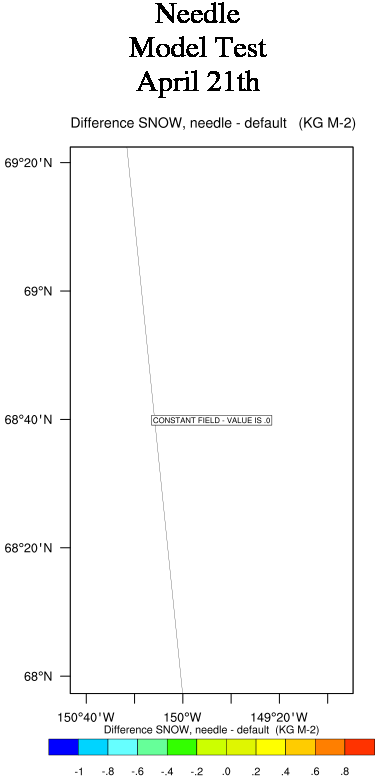 Needle
Model Test
April 21th
Difference SNOW, needle - default (KG M-2)
69°20'N
69°N
68°40'N
CONSTANT FIELD - VALUE IS .0
68°20'N
68°N
150°40'W 150°W 149°20'W
Difference SNOW, needle - default (KG M-2)
-1 -.8 -.6 -.4 -.2 .0 .2 .4 .6 .8